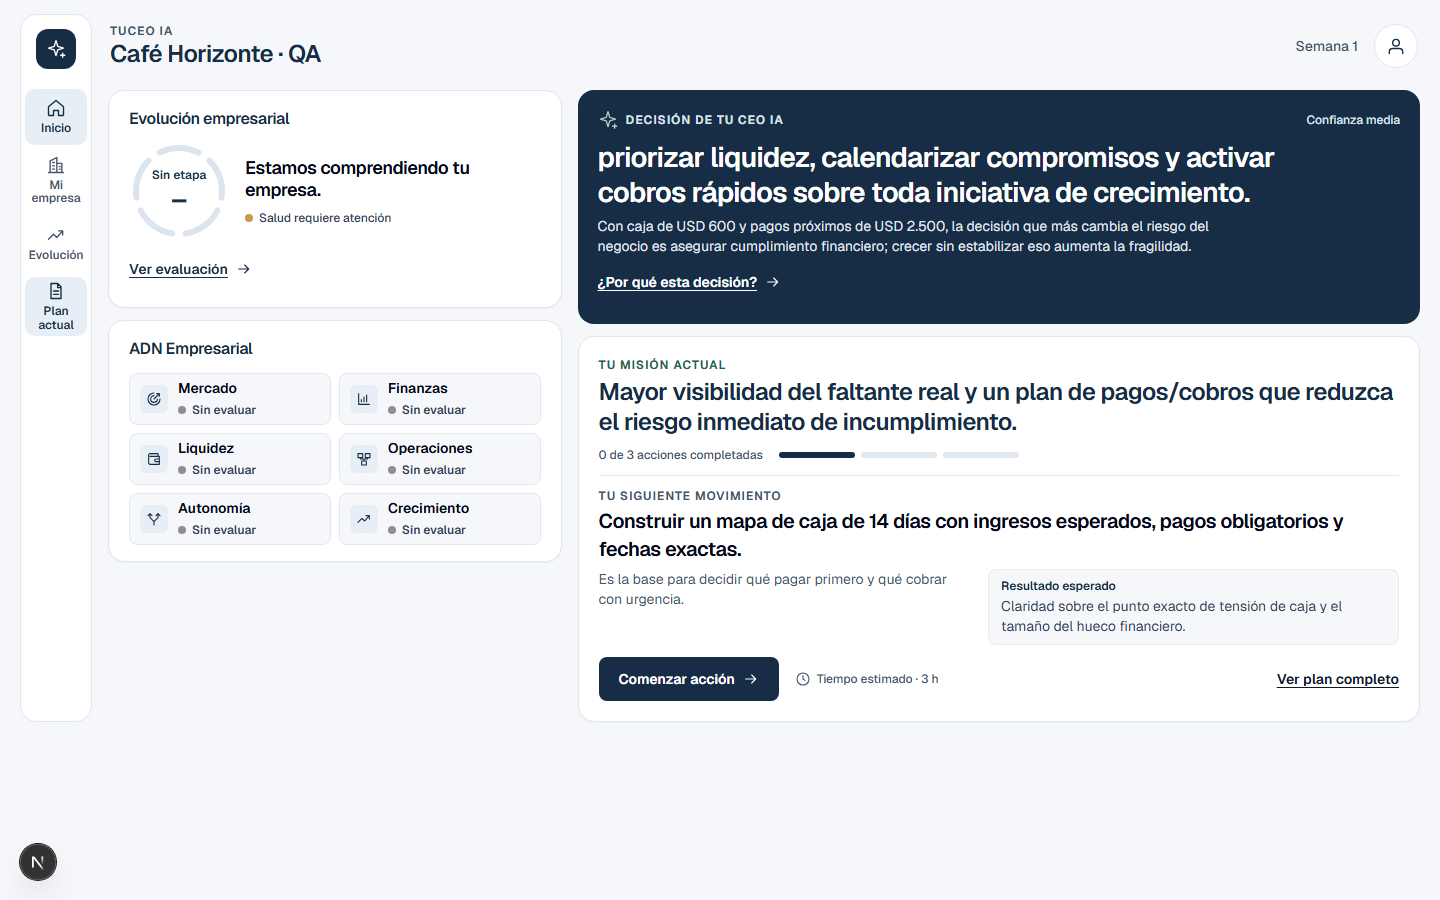 TUCEO IA
Café Horizonte · QA
Semana 1
Inicio
Mi
empresa
Evolución
Plan
actual
Evolución empresarial
Sin etapa
–
Estamos comprendiendo tu
empresa.
Salud requiere atención
Ver evaluación →
ADN Empresarial
Mercado
Sin evaluar
Finanzas
Sin evaluar
Liquidez
Sin evaluar
Operaciones
Sin evaluar
Autonomía
Sin evaluar
Crecimiento
Sin evaluar
DECISIÓN DE TU CEO IA
Confianza media
priorizar liquidez, calendarizar compromisos y activar
cobros rápidos sobre toda iniciativa de crecimiento.
Con caja de USD 600 y pagos próximos de USD 2.500, la decisión que más cambia el riesgo del
negocio es asegurar cumplimiento financiero; crecer sin estabilizar eso aumenta la fragilidad.
¿Por qué esta decisión? →
TU MISIÓN ACTUAL
Mayor visibilidad del faltante real y un plan de pagos/cobros que reduzca
el riesgo inmediato de incumplimiento.
0 de 3 acciones completadas
TU SIGUIENTE MOVIMIENTO
Construir un mapa de caja de 14 días con ingresos esperados, pagos obligatorios y
fechas exactas.
Es la base para decidir qué pagar primero y qué cobrar
con urgencia.
Resultado esperado
Claridad sobre el punto exacto de tensión de caja y el
tamaño del hueco financiero.
Comenzar acción →
Tiempo estimado · 3 h
Ver plan completo
N